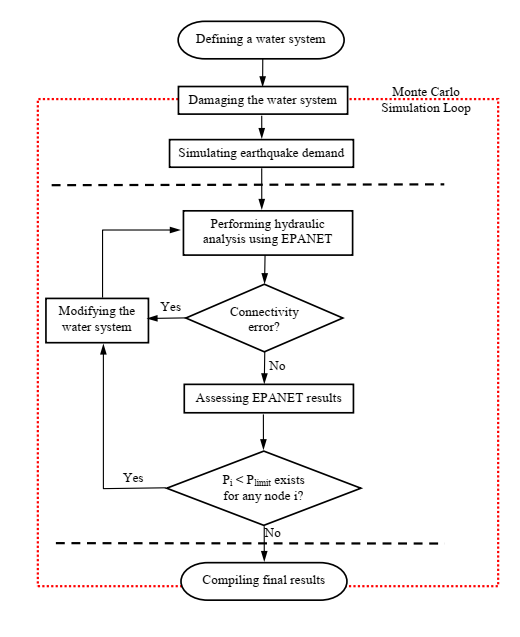 Defining a water system
Monte Carlo
Simulation Loop
Damaging the water system
Simulating earthquake demand
Performing hydraulic
analysis using EPANET
Modifying the
water system
Yes
Connectivity
error?
No
Assessing EPANET results
Yes
Pi < Plimit exists
for any node i?
No
Compiling final results